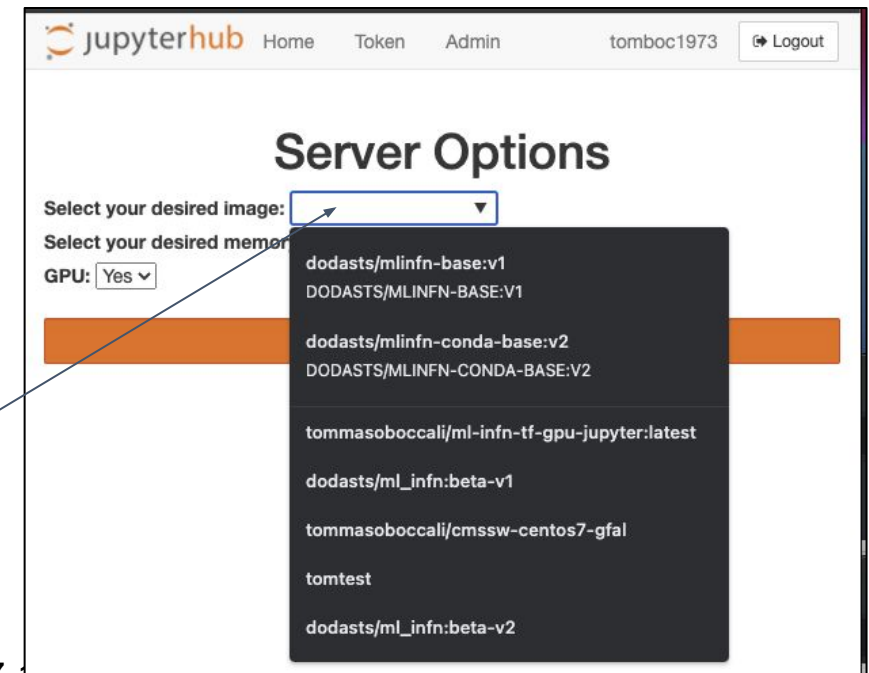 jupyterhub Home Token Admin tomboc1973 Logout
Server Options
Select your desired image:
Select your desired memor
GPU: Yes
dodasts/mlinfn-base:v1
DODASTS/MLINFN-BASE:V1
dodasts/mlinfn-conda-base:v2
DODASTS/MLINFN-CONDA-BASE:V2
tommasoboccali/ml-infn-tf-gpu-jupyter:latest
dodasts/ml_infn:beta-v1
tommasoboccali/cmssw-centos7-gfal
tomtest
dodasts/ml_infn:beta-v2